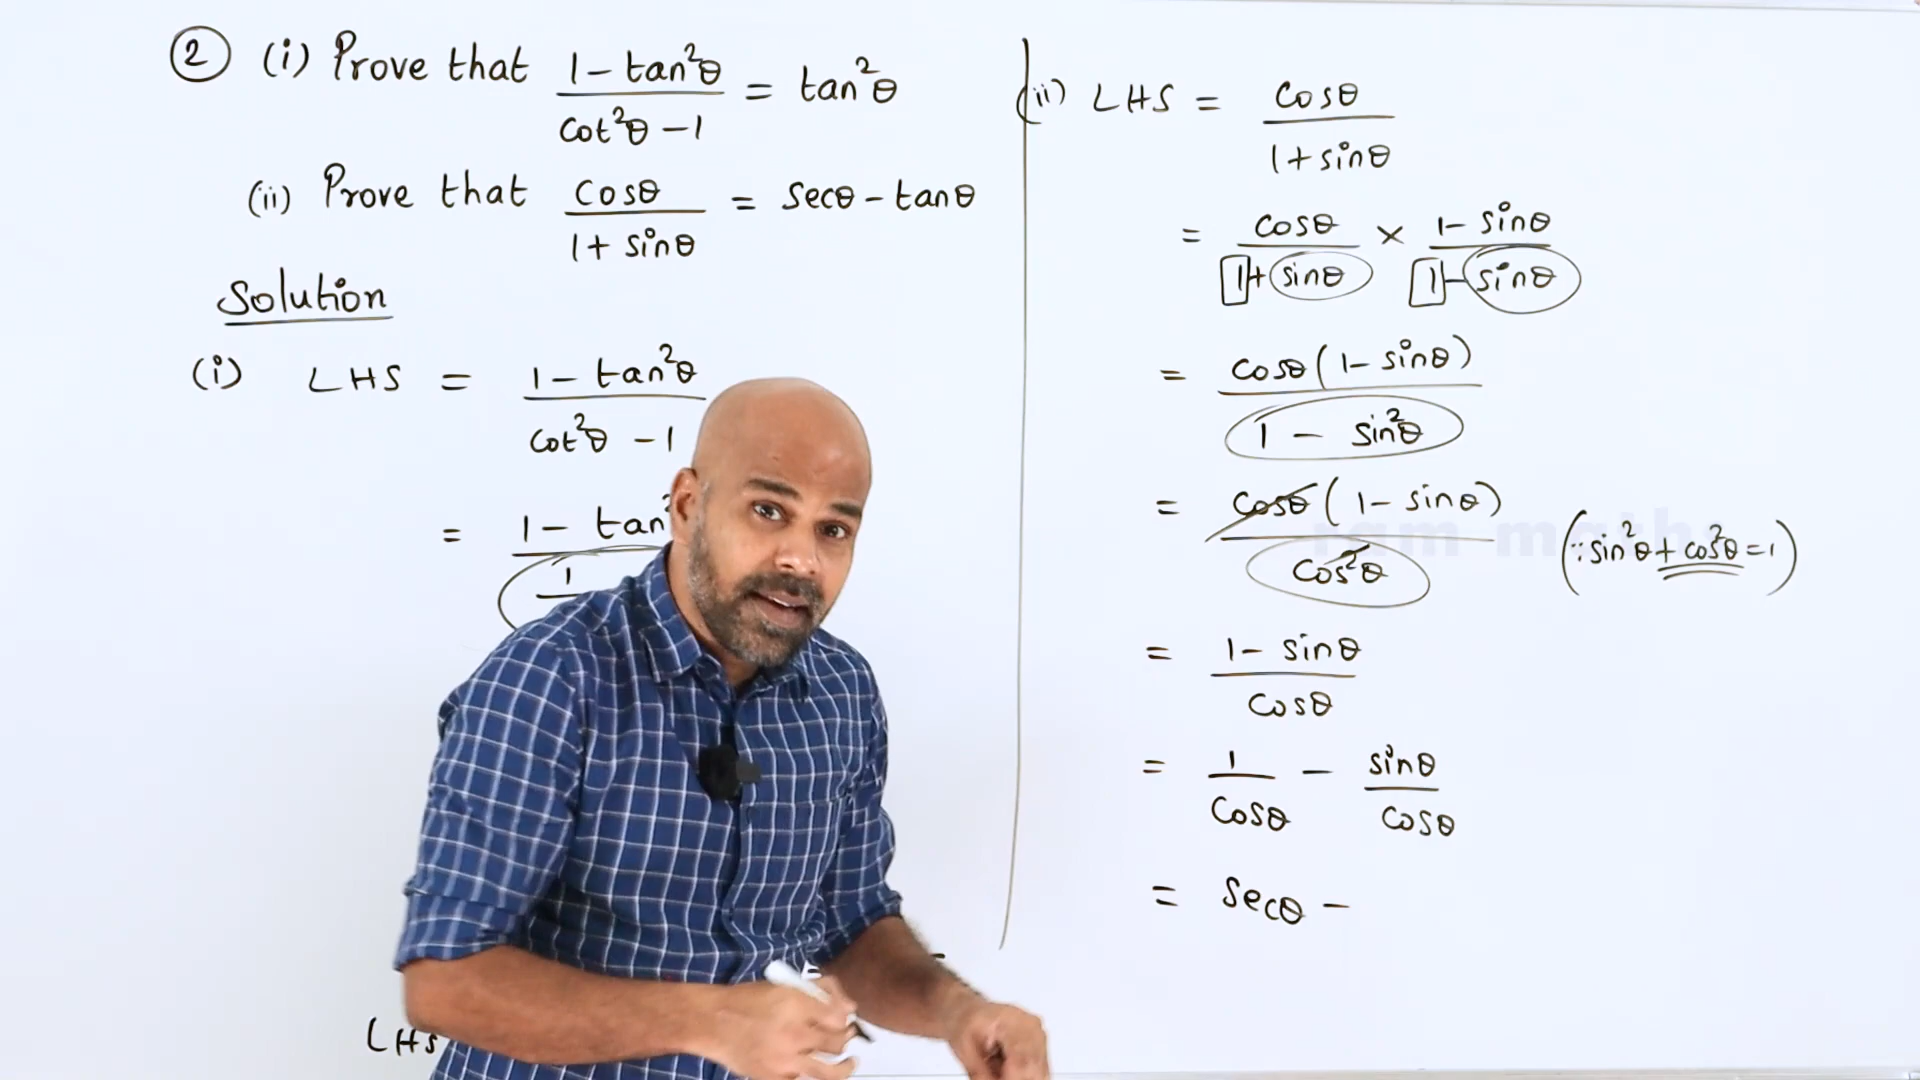 ② (i) Prove that (1 - tan²θ)/(cot²θ - 1) = tan²θ
(ii) Prove that cosθ/(1 + sinθ) = secθ - tanθ
Solution
(i) LHS = (1 - tan²θ)/(cot²θ - 1)
= 1 - tan
1
LHS
(ii) LHS = cosθ/(1 + sinθ)
= cosθ/(1 + sinθ) × (1 - sinθ)/(1 - sinθ)
= cosθ(1 - sinθ)/(1 - sin²θ)
= cosθ(1 - sinθ)/cos²θ (∵ sin²θ + cos²θ = 1)
= (1 - sinθ)/cosθ
= 1/cosθ - sinθ/cosθ
= secθ -